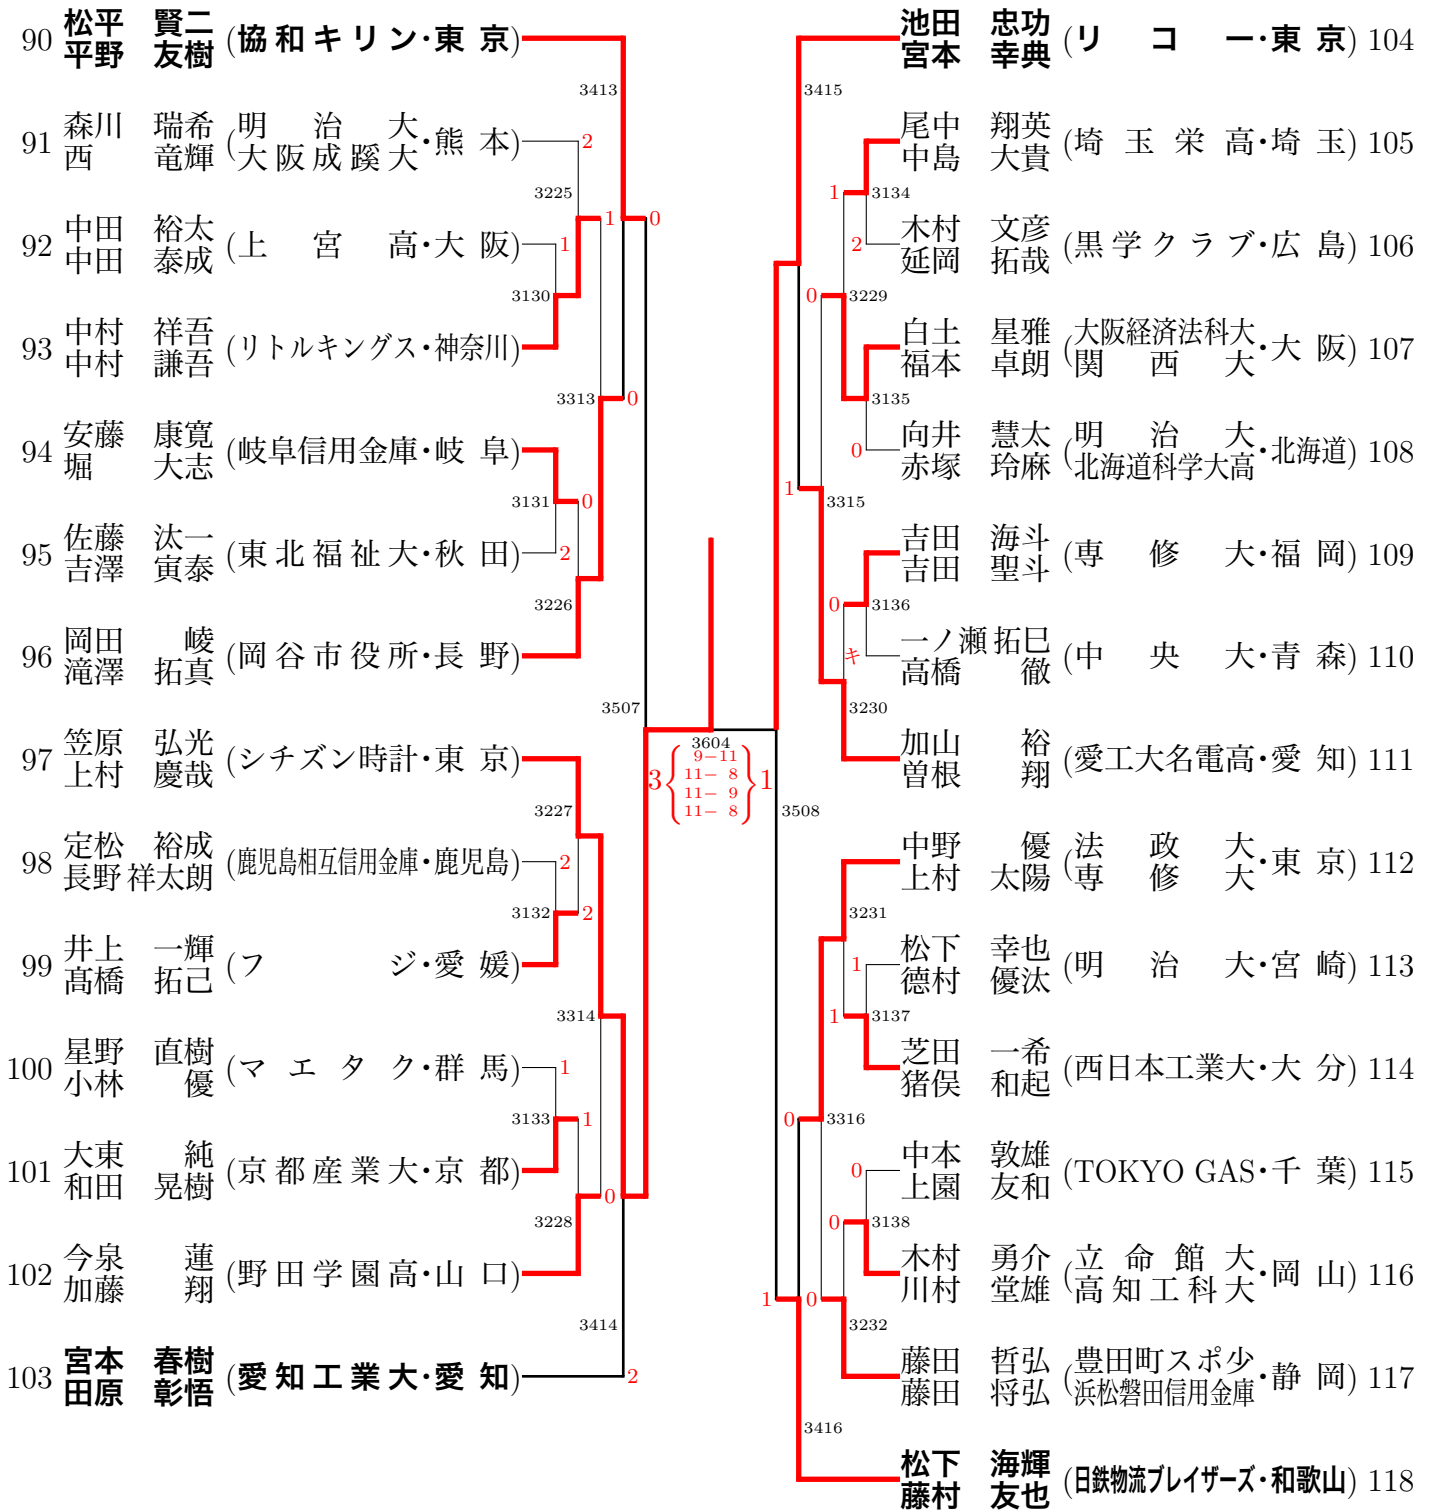 90 松平 賢二 平野 友樹 (協和キリン・東京)
3413
91 森川 瑞希 西 竜輝 (明治大 大阪成蹊大・熊本)
2
3225
92 中田 裕太 中田 泰成 (上宮高・大阪)
1
1
0
3130
93 中村 祥吾 中村 謙吾 (リトルキングス・神奈川)
3313
0
94 安藤 康寛 堀 大志 (岐阜信用金庫・岐阜)
3131
0
95 佐藤 汰一 吉澤 寅泰 (東北福祉大・秋田)
2
3226
96 岡田 崚 滝澤 拓真 (岡谷市役所・長野)
3507
97 笠原 弘光 上村 慶哉 (シチズン時計・東京)
3227
98 定松 裕成 長野 祥太朗 (鹿児島相互信用金庫・鹿児島)
2
3132
2
99 井上 一輝 髙橋 拓己 (フジ・愛媛)
3314
100 星野 直樹 小林 優 (マエタク・群馬)
1
3133
1
101 大東 純 和田 晃樹 (京都産業大・京都)
0
3228
102 今泉 蓮 加藤 翔 (野田学園高・山口)
3414
103 宮本 春樹 田原 彰悟 (愛知工業大・愛知)
2
3604
3
9-11
11- 8
11- 9
11- 8
1
池田 忠功 宮本 幸典 (リコー・東京) 104
3415
尾中 翔英 中島 大貴 (埼玉栄高・埼玉) 105
1
3134
木村 文彦 延岡 拓哉 (黒学クラブ・広島) 106
2
0
3229
白土 星雅 福本 卓朗 (大阪経済法科大 関西大・大阪) 107
3135
向井 慧太 赤塚 玲麻 (明治大 北海道科学大高・北海道) 108
0
1
3315
吉田 海斗 吉田 聖斗 (専修大・福岡) 109
0
3136
一ノ瀬 拓巳 高橋 徹 (中央大・青森) 110
キ
3230
加山 裕 曽根 翔 (愛工大名電高・愛知) 111
3508
中野 優 上村 太陽 (法政大 専修大・東京) 112
3231
松下 幸也 德村 優汰 (明治大・宮崎) 113
1
1
3137
芝田 一希 猪俣 和起 (西日本工業大・大分) 114
0
3316
中本 敦雄 上園 友和 (TOKYO GAS・千葉) 115
0
0
3138
木村 勇介 川村 堂雄 (立命館大 高知工科大・岡山) 116
1
0
3232
藤田 哲弘 藤田 将弘 (豊田町スポ少 浜松磐田信用金庫・静岡) 117
3416
松下 海輝 藤村 友也 (日鉄物流ブレイザーズ・和歌山) 118